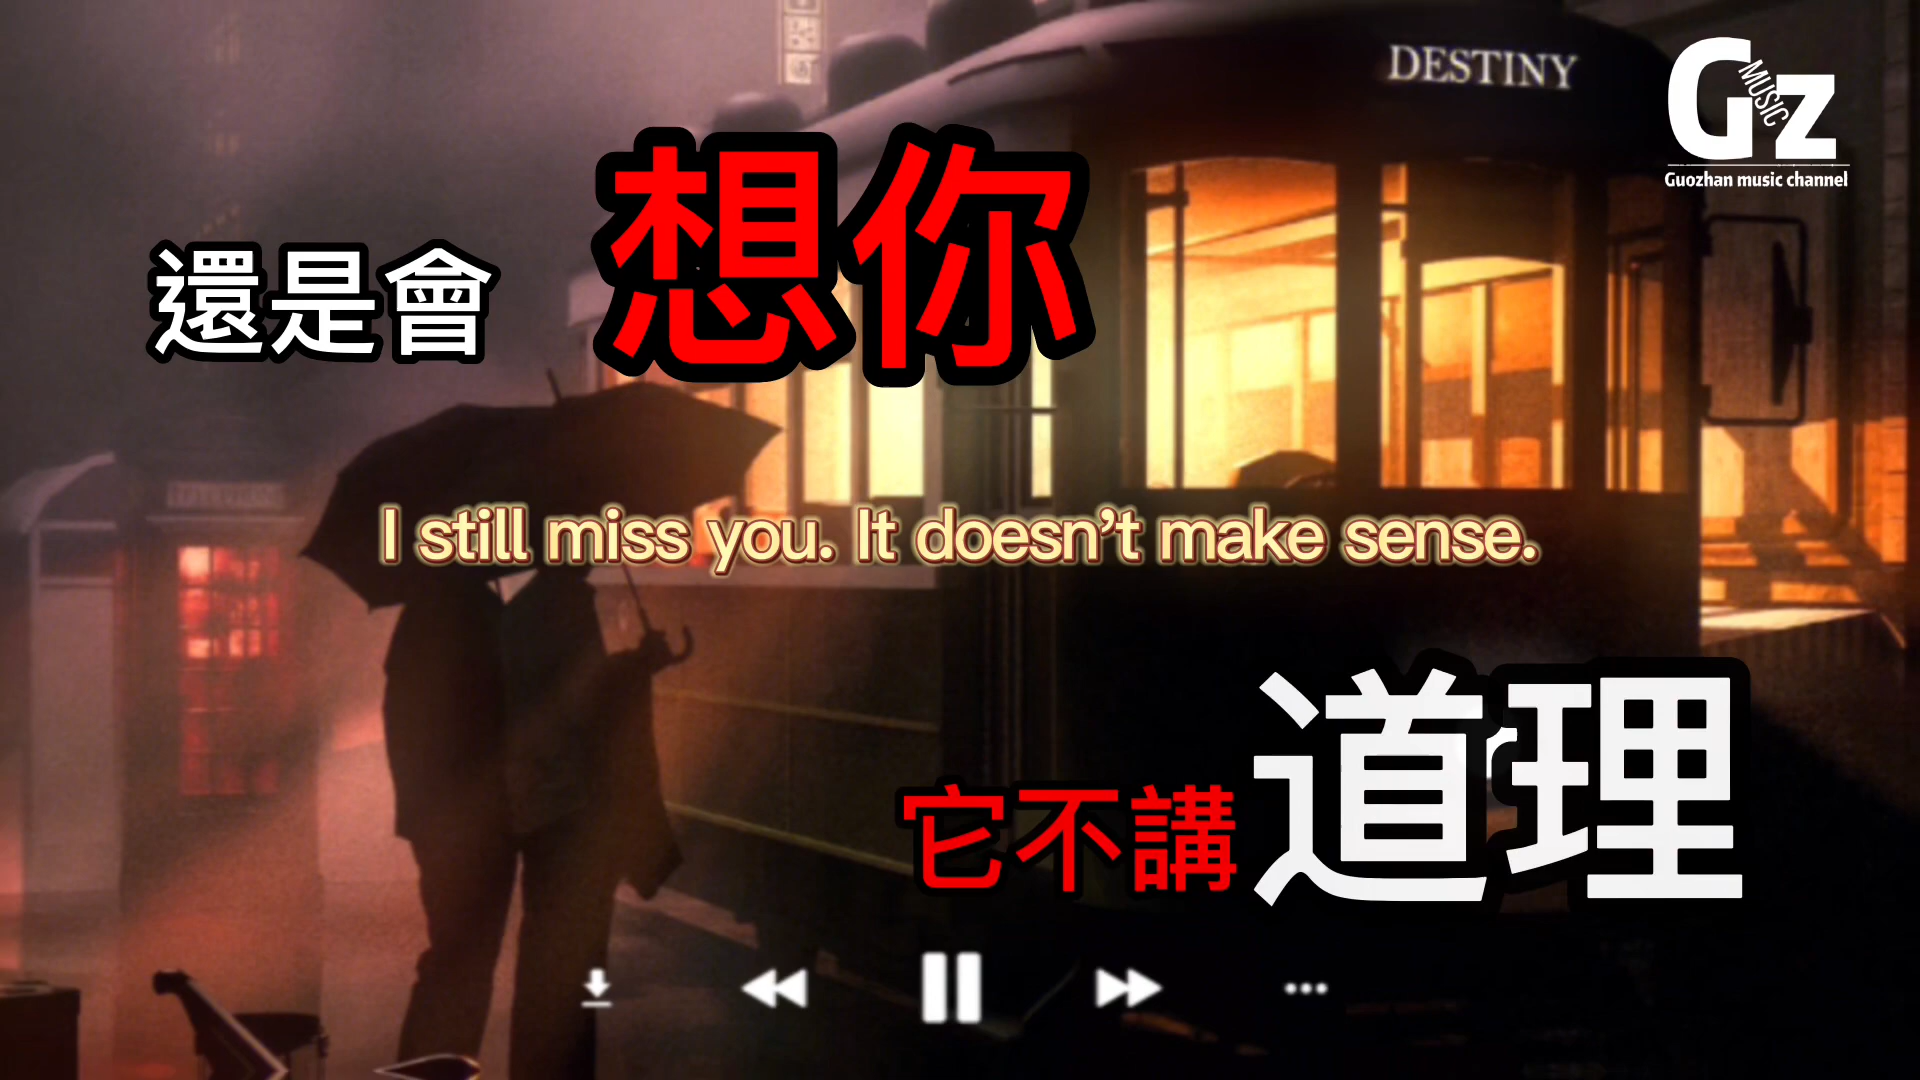 DESTINY
GZ
MUSIC
Guozhan music channel
還是會 想你
I still miss you. It doesn't make sense.
它不講 道理